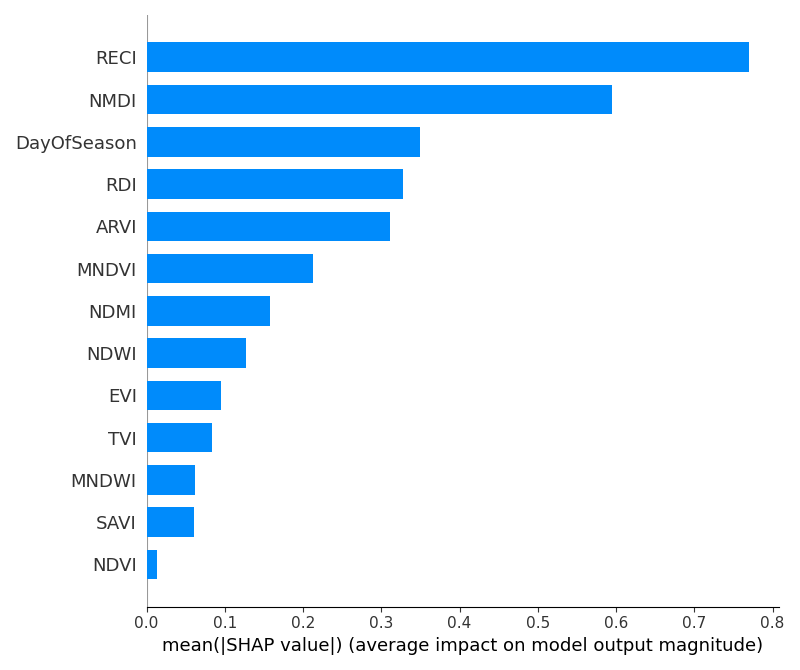 RECI
NMDI
DayOfSeason
RDI
ARVI
MNDVI
NDMI
NDWI
EVI
TVI
MNDWI
SAVI
NDVI
0.0 0.1 0.2 0.3 0.4 0.5 0.6 0.7 0.8
mean(|SHAP value|) (average impact on model output magnitude)